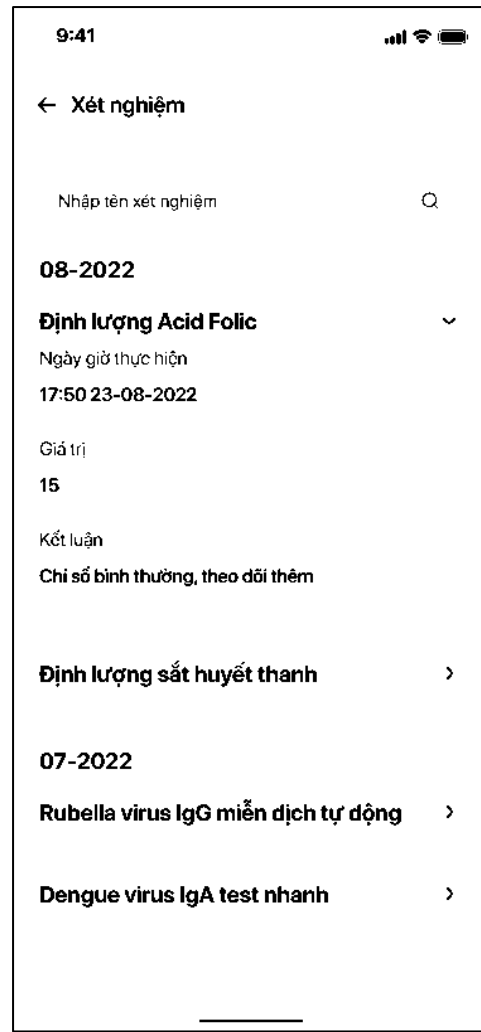 9:41
Xét nghiệm
Nhập tên xét nghiệm
08-2022
Định lượng Acid Folic
Ngày giờ thực hiện
17:50 23-08-2022
Giá trị
15
Kết luận
Chỉ số bình thường, theo dõi thêm
Định lượng sắt huyết thanh
07-2022
Rubella virus IgG miễn dịch tự động
Dengue virus IgA test nhanh